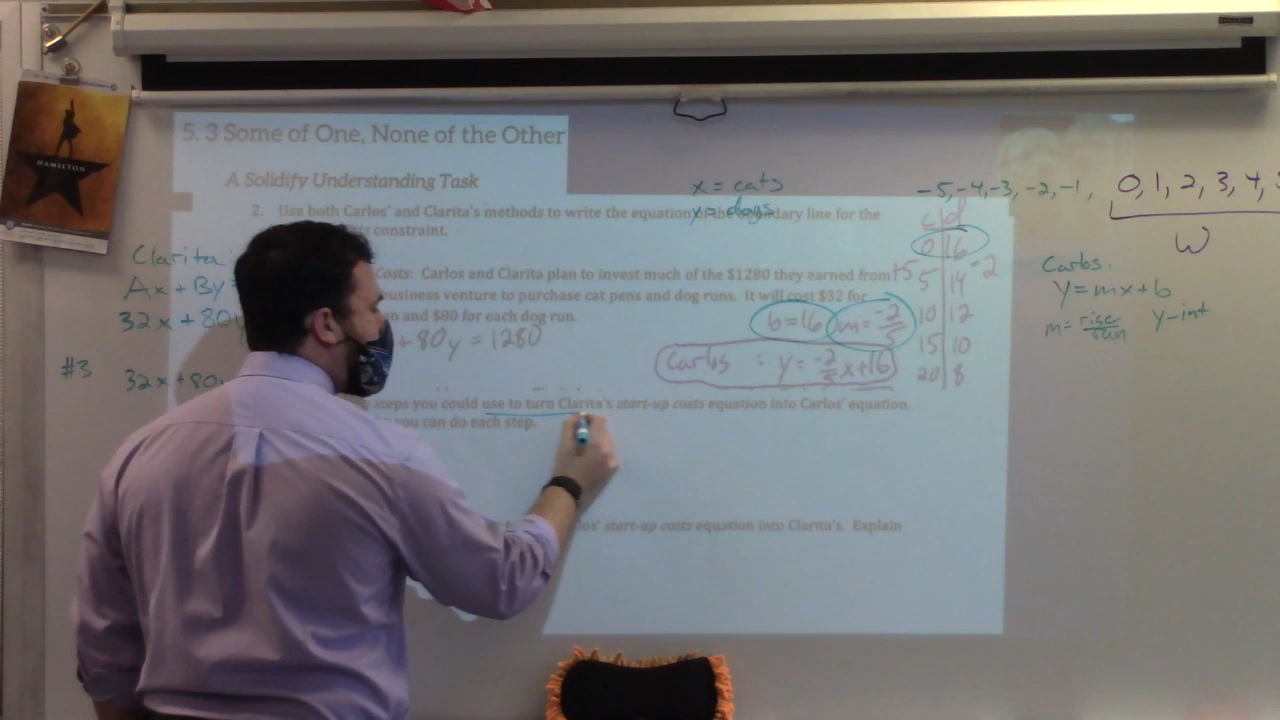 HAMILTON
5. 3 Some of One, None of the Other
A Solidify Understanding Task
x = cats
y = dogs
2. Use both Carlos' and Clarita's methods to write the equation the boundary line for the
constraint.
Costs: Carlos and Clarita plan to invest much of the $1280 they earned from
business venture to purchase cat pens and dog runs. It will cost $32 for
and $80 for each dog run.
+ 80y = 1280
b=16 m=-2/5
Carlos : y = -2/5x+16
steps you could use to turn Clarita's start-up costs equation into Carlos' equation.
you can do each step.
start-up costs equation into Clarita's. Explain
Clarita
Ax + By
32x + 80y
#3 32x + 80
c d
0 16
+5 5 14 -2
10 12
15 10
20 8
-5, -4, -3, -2, -1, 0, 1, 2, 3, 4,
W
Carlos:
y = mx + b
m = rise/run y-int